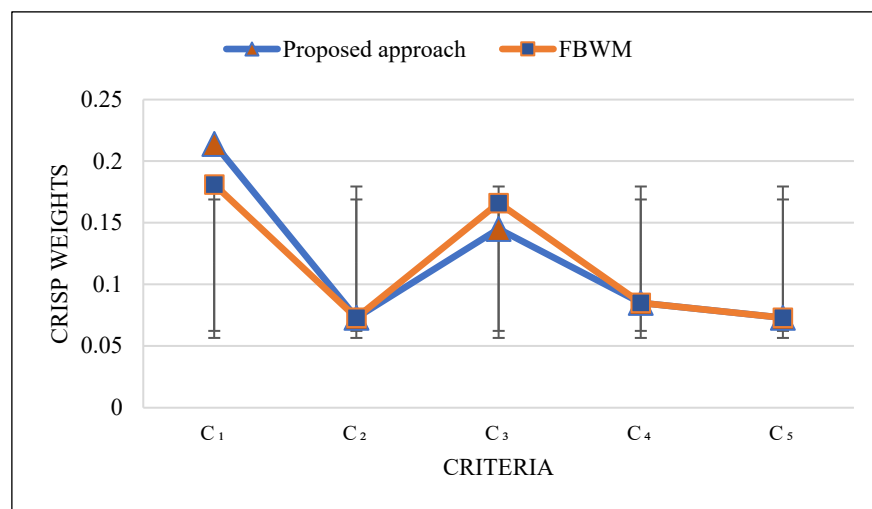 Proposed approach FBWM
0.25
0.2
0.15
0.1
0.05
0
CRISP WEIGHTS
C₁ C₂ C₃ C₄ C₅
CRITERIA